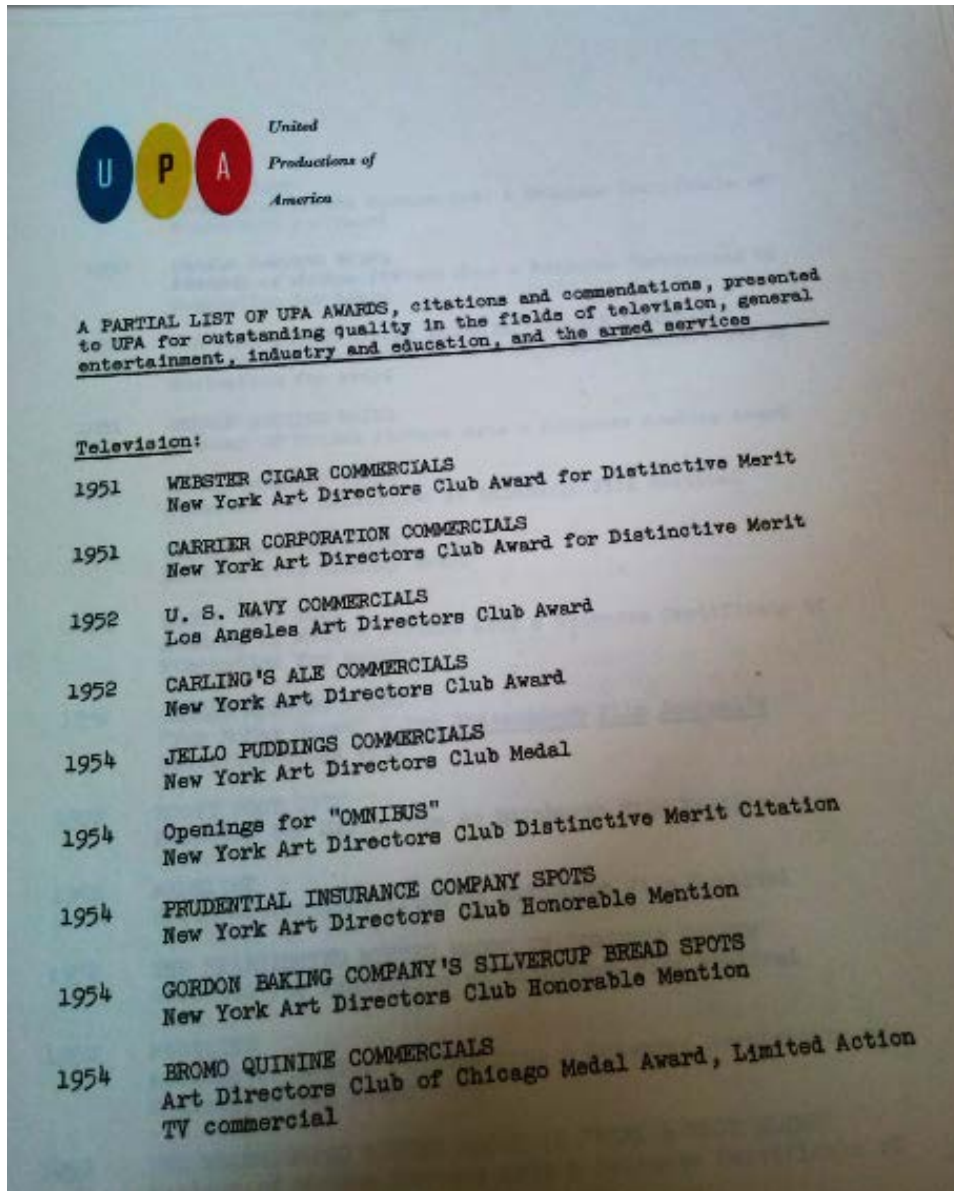 U P A
United
Productions of
America
A PARTIAL LIST OF UPA AWARDS, citations and commendations, presented
to UPA for outstanding quality in the fields of television, general
entertainment, industry and education, and the armed services
Television:
1951 WEBSTER CIGAR COMMERCIALS
New York Art Directors Club Award for Distinctive Merit
1951 CARRIER CORPORATION COMMERCIALS
New York Art Directors Club Award for Distinctive Merit
1952 U. S. NAVY COMMERCIALS
Los Angeles Art Directors Club Award
1952 CARLING'S ALE COMMERCIALS
New York Art Directors Club Award
1954 JELLO PUDDINGS COMMERCIALS
New York Art Directors Club Medal
1954 Openings for "OMNIBUS"
New York Art Directors Club Distinctive Merit Citation
1954 PRUDENTIAL INSURANCE COMPANY SPOTS
New York Art Directors Club Honorable Mention
1954 GORDON BAKING COMPANY'S SILVERCUP BREAD SPOTS
New York Art Directors Club Honorable Mention
1954 BROMO QUININE COMMERCIALS
Art Directors Club of Chicago Medal Award, Limited Action
TV commercial